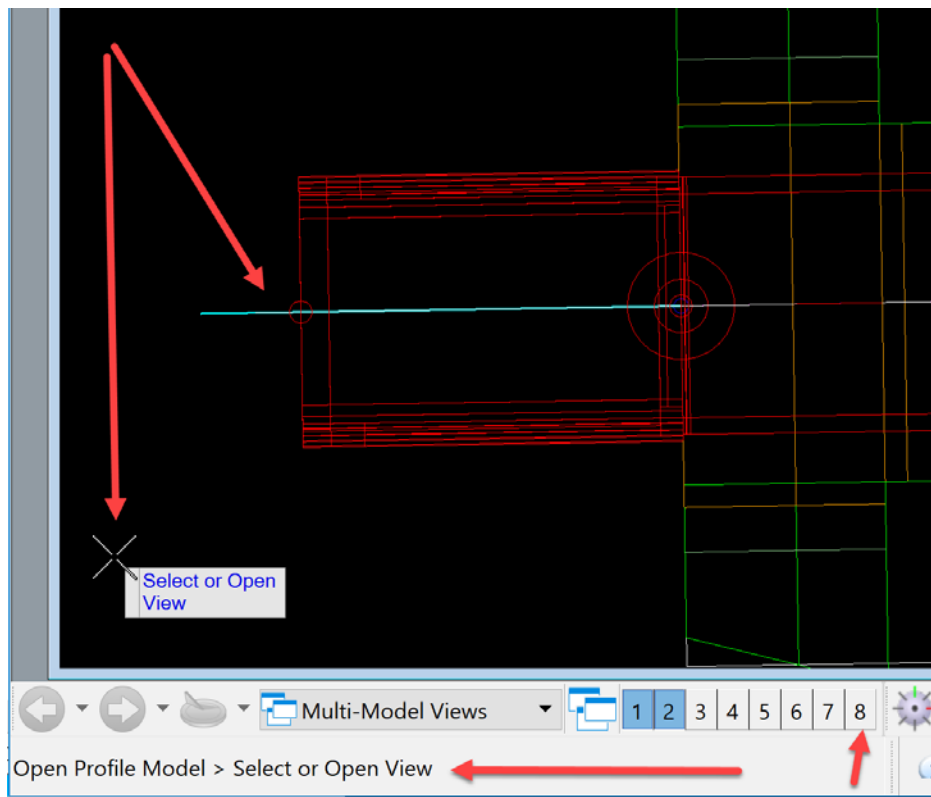 Select or Open
View
Multi-Model Views
1 2 3 4 5 6 7 8
Open Profile Model > Select or Open View